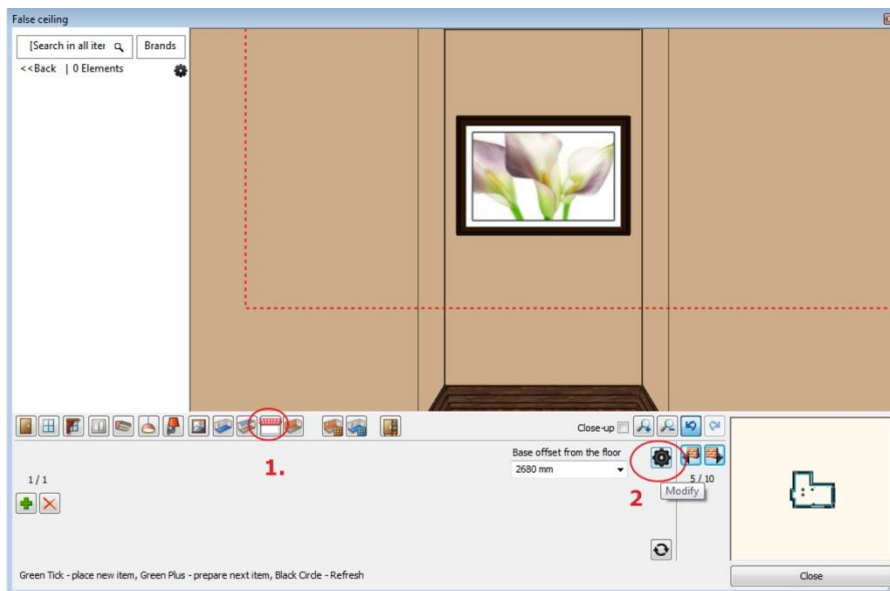 False ceiling
[Search in all iter
Brands
<<Back | 0 Elements
1.
Close-up
Base offset from the floor
2680 mm
1 / 1
2
Modify
5 / 10
Green Tick - place new item, Green Plus - prepare next item, Black Circle - Refresh
Close